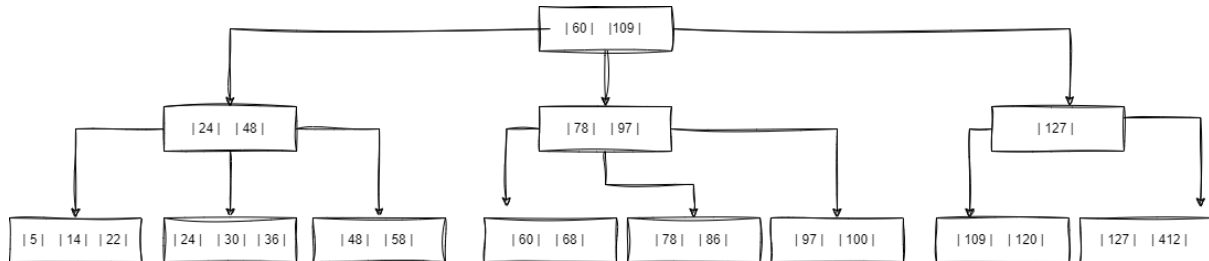 | 60 | |109 |
| 24 | | 48 |
| 78 | | 97 |
| 127 |
| 5 | | 14 | | 22 |
| 24 | | 30 | | 36 |
| 48 | | 58 |
| 60 | | 68 |
| 78 | | 86 |
| 97 | | 100 |
| 109 | | 120 |
| 127 | | 412 |